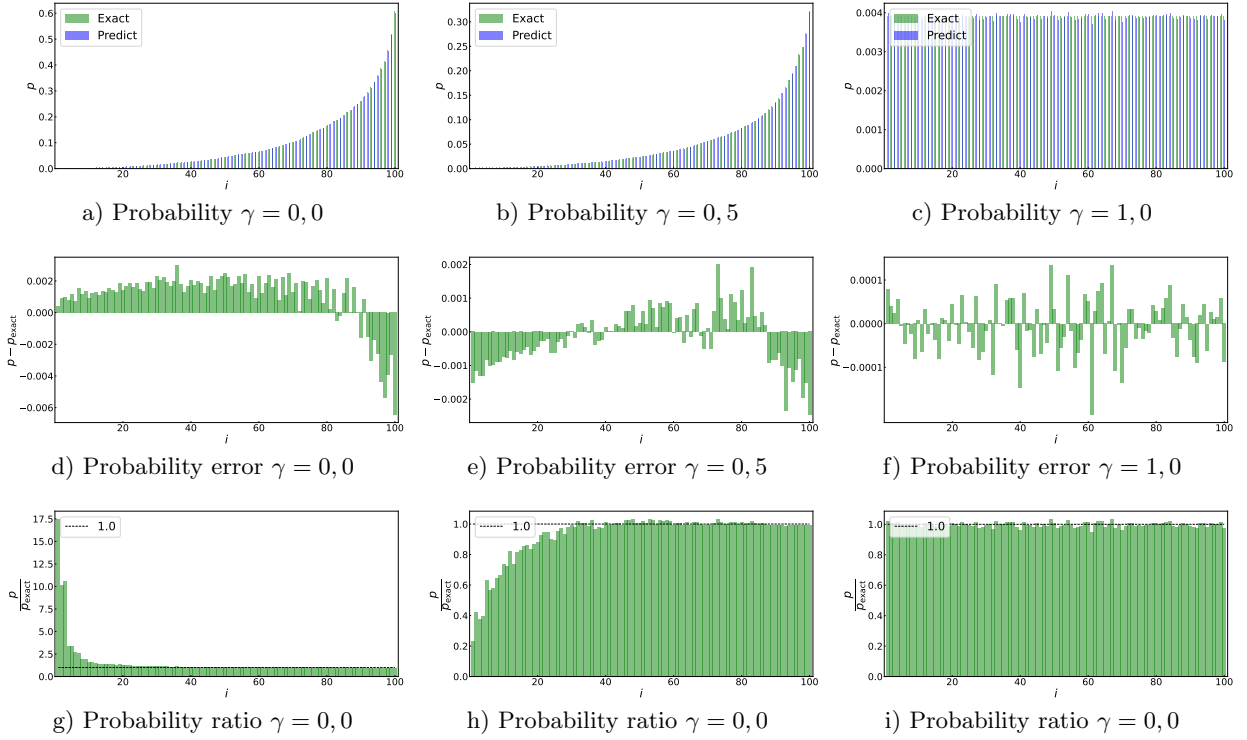 0.6
0.5
0.4
0.3
0.2
0.1
0.0
p
Exact
Predict
20 40 60 80 100
i
a) Probability γ = 0, 0
0.30
0.25
0.20
0.15
0.10
0.05
0.00
p
Exact
Predict
20 40 60 80 100
i
b) Probability γ = 0, 5
0.004
0.003
0.002
0.001
0.000
p
Exact
Predict
20 40 60 80 100
i
c) Probability γ = 1, 0
0.002
0.000
−0.002
−0.004
−0.006
p − pexact
20 40 60 80 100
i
d) Probability error γ = 0, 0
0.002
0.001
0.000
−0.001
−0.002
p − pexact
20 40 60 80 100
i
e) Probability error γ = 0, 5
0.0001
0.0000
−0.0001
p − pexact
20 40 60 80 100
i
f) Probability error γ = 1, 0
17.5
15.0
12.5
10.0
7.5
5.0
2.5
0.0
p
pexact
1.0
20 40 60 80 100
i
g) Probability ratio γ = 0, 0
1.0
0.8
0.6
0.4
0.2
0.0
p
pexact
1.0
20 40 60 80 100
i
h) Probability ratio γ = 0, 0
1.0
0.8
0.6
0.4
0.2
0.0
p
pexact
1.0
20 40 60 80 100
i
i) Probability ratio γ = 0, 0